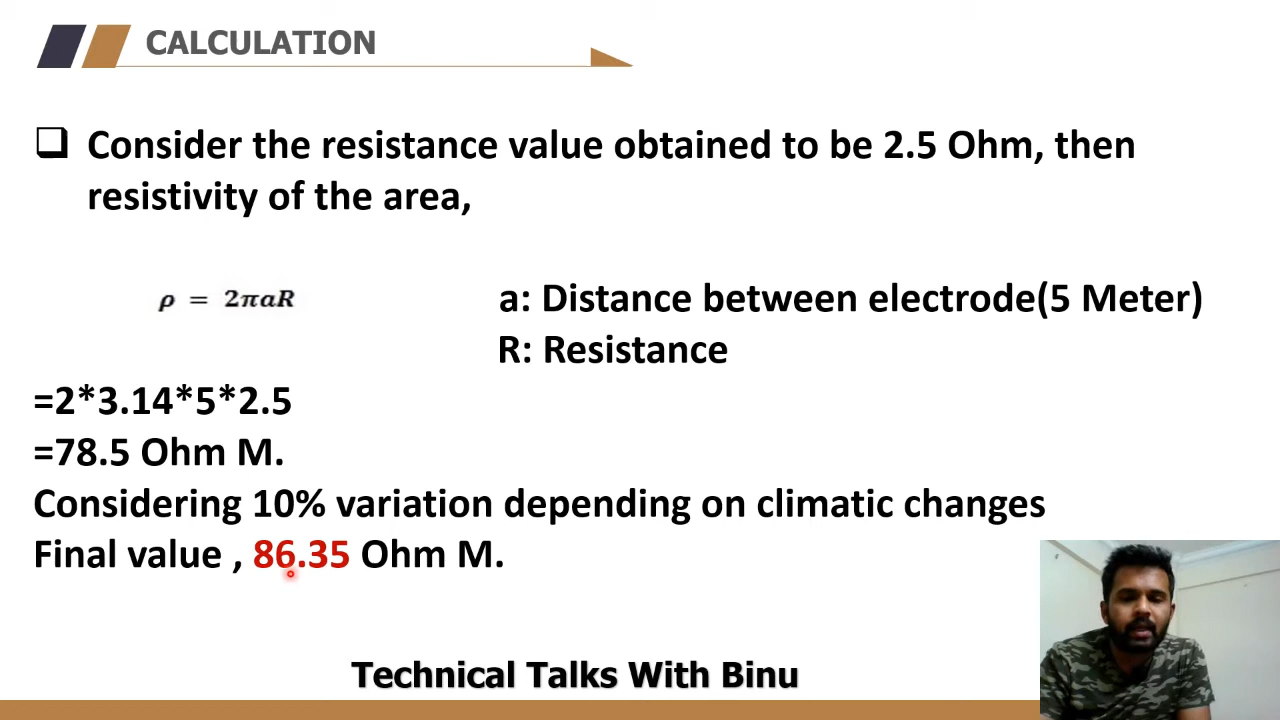 CALCULATION
❑ Consider the resistance value obtained to be 2.5 Ohm, then
resistivity of the area,
ρ = 2πaR
a: Distance between electrode(5 Meter)
R: Resistance
=2*3.14*5*2.5
=78.5 Ohm M.
Considering 10% variation depending on climatic changes
Final value , 86.35 Ohm M.
Technical Talks With Binu